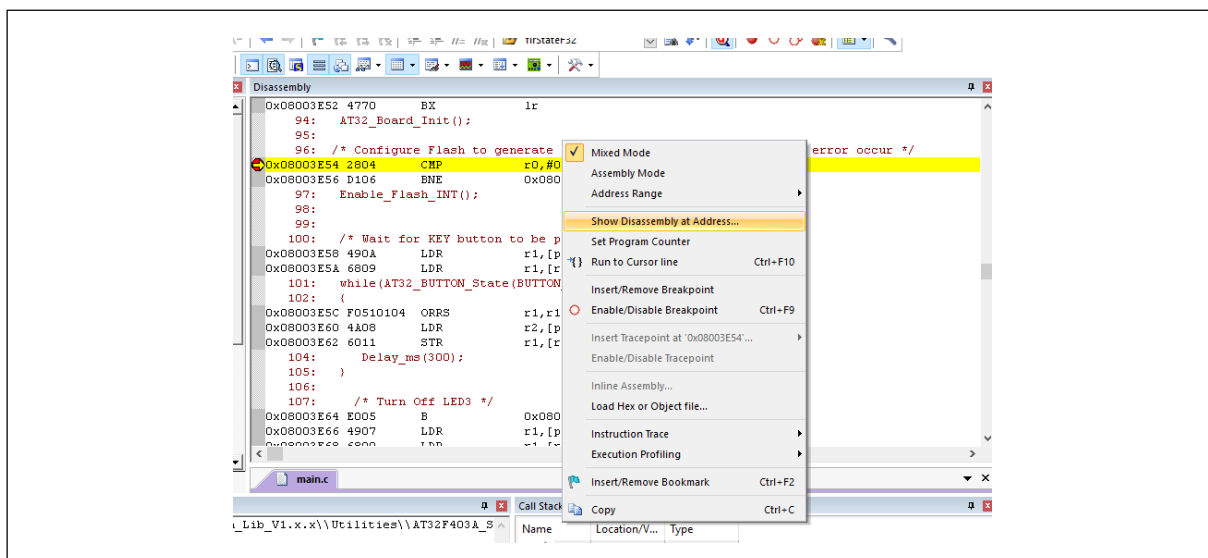 firStateF32
Disassembly
0x08003E52 4770 BX lr
94: AT32_Board_Init();
95:
96: /* Configure Flash to generate error occur */
0x08003E54 2804 CMP r0,#0
0x08003E56 D106 BNE 0x080
97: Enable_Flash_INT();
98:
99:
100: /* Wait for KEY button to be p
0x08003E58 490A LDR r1,[p
0x08003E5A 6809 LDR r1,[r
101: while(AT32_BUTTON_State(BUTTON
102: {
0x08003E5C F0510104 ORRS r1,r1
0x08003E60 4A08 LDR r2,[p
0x08003E62 6011 STR r1,[r
104: Delay_ms(300);
105: }
106:
107: /* Turn Off LED3 */
0x08003E64 E005 B 0x080
0x08003E66 4907 LDR r1,[p
0x08003E68 6809 LDR r1,[r
Mixed Mode
Assembly Mode
Address Range
Show Disassembly at Address...
Set Program Counter
Run to Cursor line Ctrl+F10
Insert/Remove Breakpoint
Enable/Disable Breakpoint Ctrl+F9
Insert Tracepoint at '0x08003E54'...
Enable/Disable Tracepoint
Inline Assembly...
Load Hex or Object file...
Instruction Trace
Execution Profiling
Insert/Remove Bookmark Ctrl+F2
Copy Ctrl+C
main.c
Call Stack
_Lib_V1.x.x\\Utilities\\AT32F403A_S
Name Location/V... Type